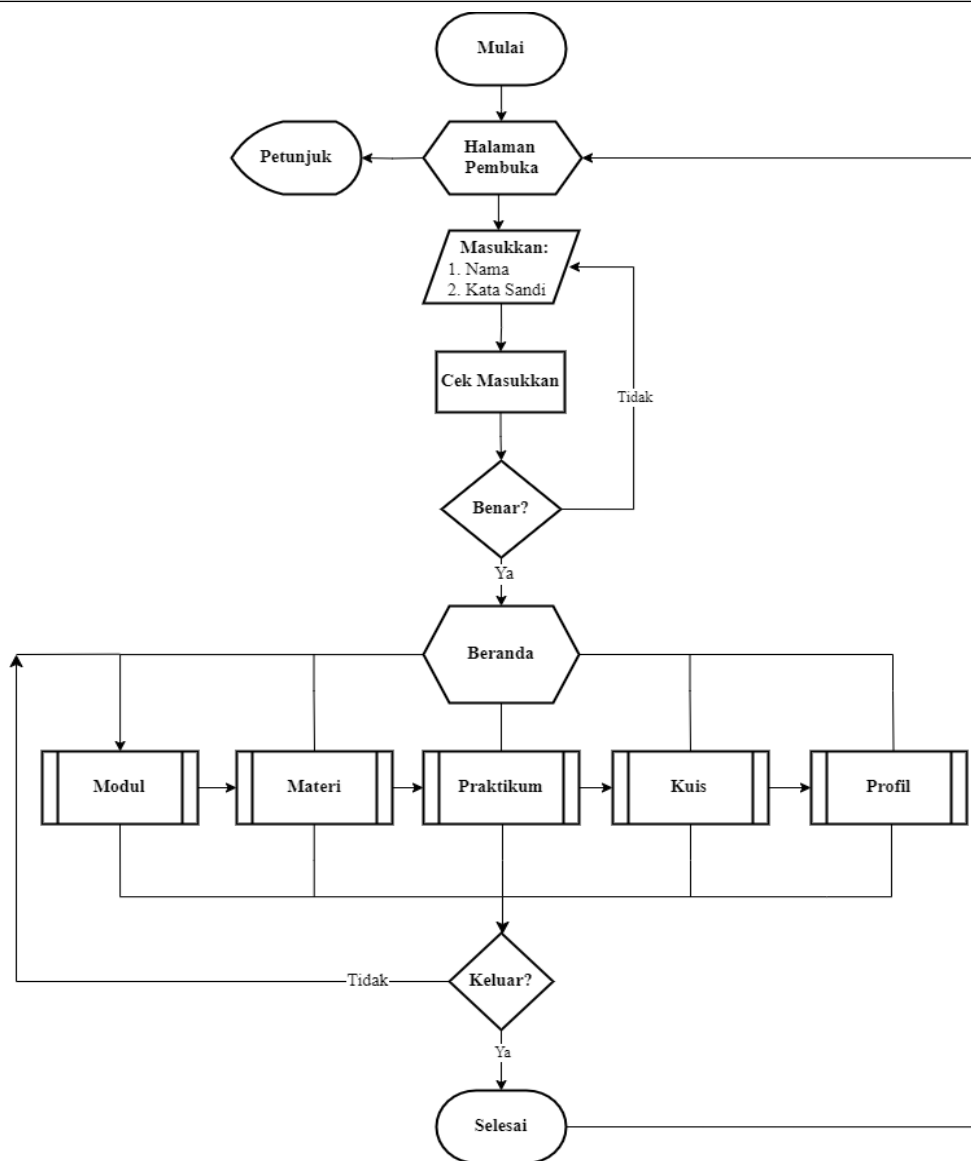 Mulai
Halaman
Pembuka
Petunjuk
Masukkan:
1. Nama
2. Kata Sandi
Cek Masukkan
Tidak
Benar?
Ya
Beranda
Modul
Materi
Praktikum
Kuis
Profil
Keluar?
Tidak
Ya
Selesai